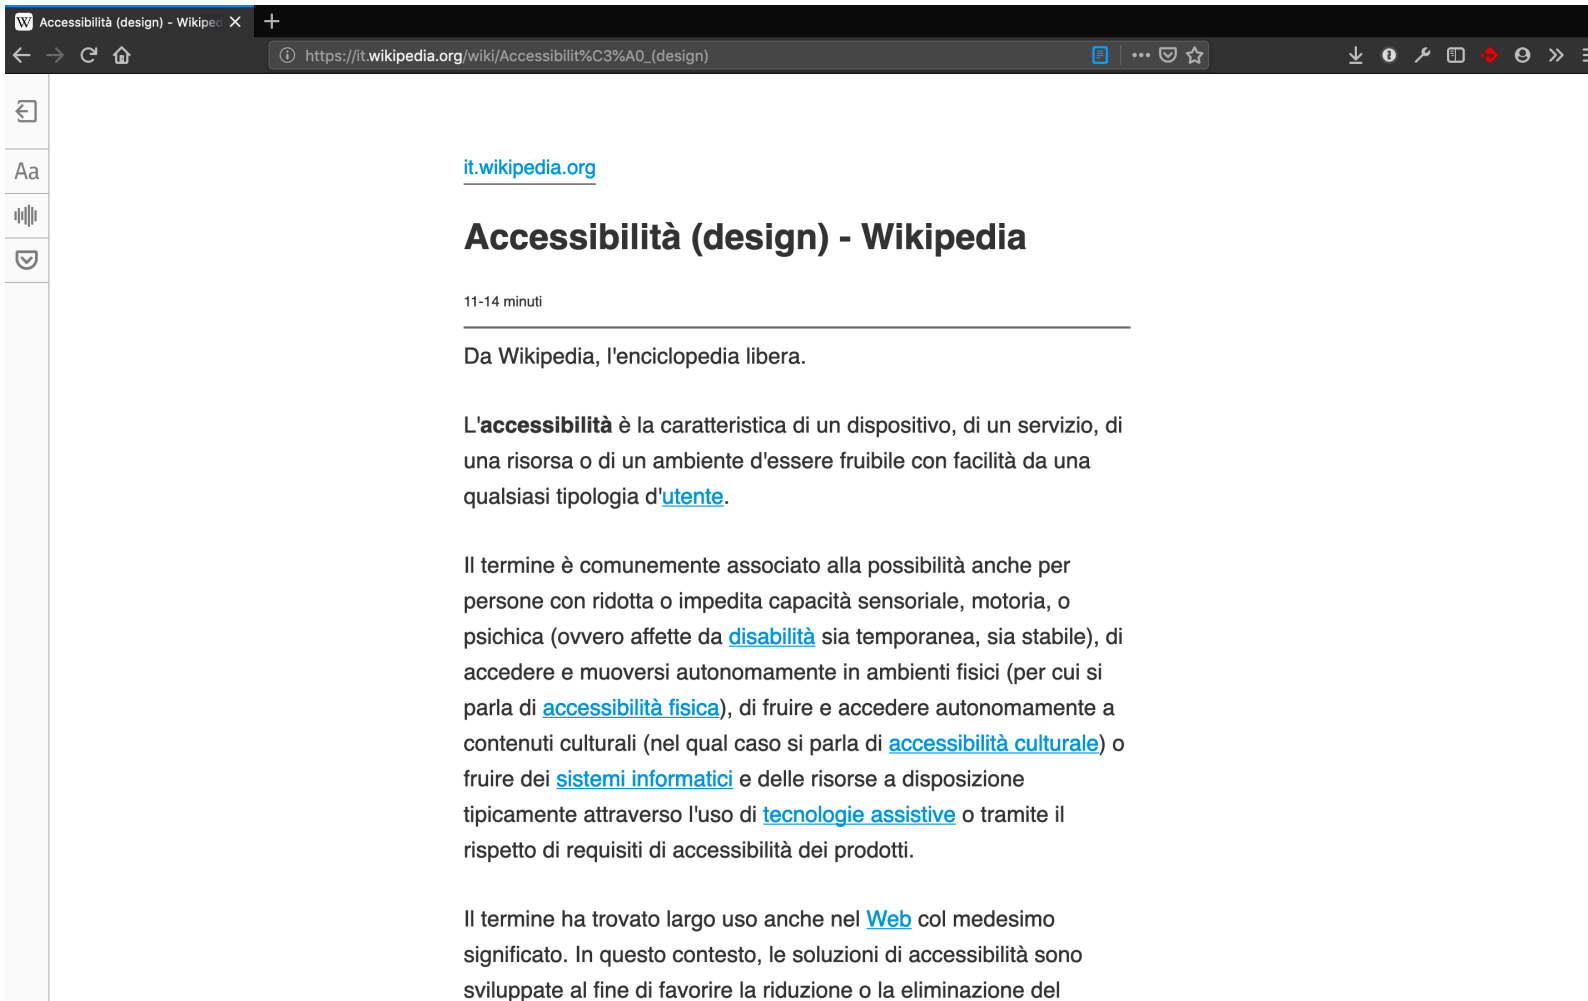 W Accessibilità (design) - Wikiped
https://it.wikipedia.org/wiki/Accessibilit%C3%A0_(design)
Aa
it.wikipedia.org
Accessibilità (design) - Wikipedia
11-14 minuti
Da Wikipedia, l'enciclopedia libera.
L'accessibilità è la caratteristica di un dispositivo, di un servizio, di
una risorsa o di un ambiente d'essere fruibile con facilità da una
qualsiasi tipologia d'utente.
Il termine è comunemente associato alla possibilità anche per
persone con ridotta o impedita capacità sensoriale, motoria, o
psichica (ovvero affette da disabilità sia temporanea, sia stabile), di
accedere e muoversi autonomamente in ambienti fisici (per cui si
parla di accessibilità fisica), di fruire e accedere autonomamente a
contenuti culturali (nel qual caso si parla di accessibilità culturale) o
fruire dei sistemi informatici e delle risorse a disposizione
tipicamente attraverso l'uso di tecnologie assistive o tramite il
rispetto di requisiti di accessibilità dei prodotti.
Il termine ha trovato largo uso anche nel Web col medesimo
significato. In questo contesto, le soluzioni di accessibilità sono
sviluppate al fine di favorire la riduzione o la eliminazione del